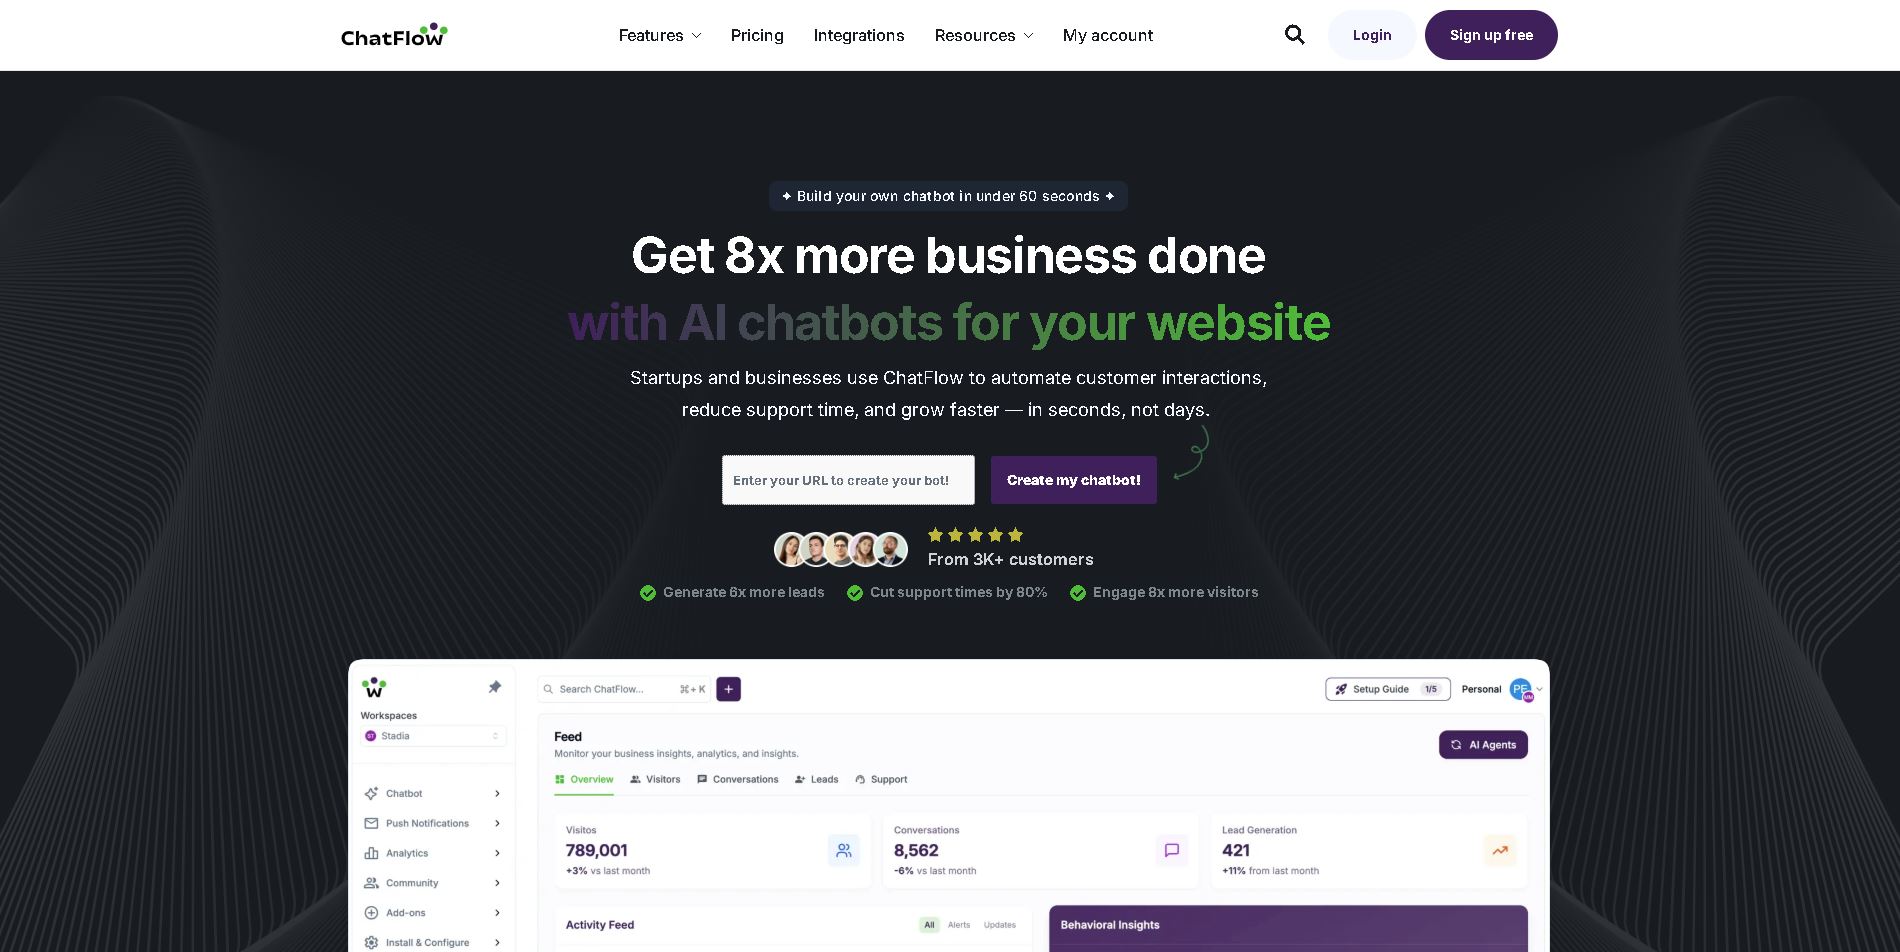 ChatFlow
Features
Pricing
Integrations
Resources
My account
Login
Sign up free
✦ Build your own chatbot in under 60 seconds ✦
Get 8x more business done
with AI chatbots for your website
Startups and businesses use ChatFlow to automate customer interactions,
reduce support time, and grow faster — in seconds, not days.
Enter your URL to create your bot!
Create my chatbot!
From 3K+ customers
Generate 6x more leads
Cut support times by 80%
Engage 8x more visitors
w
Workspaces
ST
Stadia
Chatbot
Push Notifications
Analytics
Community
Add-ons
Install & Configure
Search ChatFlow...
⌘+ K
+
Setup Guide
1/5
Personal
PE
MM
Feed
Monitor your business insights, analytics, and insights.
AI Agents
Overview
Visitors
Conversations
Leads
Support
Visitos
789,001
+3% vs last month
Conversations
8,562
-6% vs last month
Lead Generation
421
+11% from last month
Activity Feed
All
Alerts
Updates
Behavioral Insights